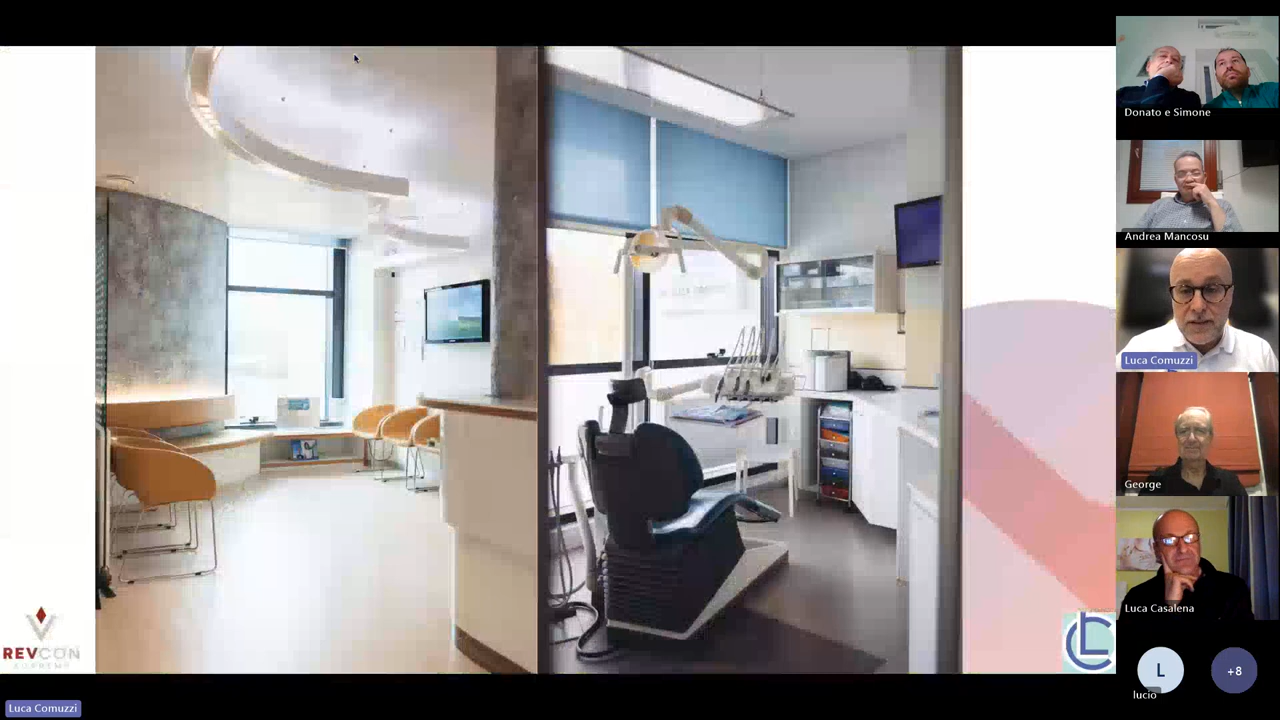 Donato e Simone
Andrea Mancosu
Luca Comuzzi
George
Luca Casalena
L
+8
lucio
REVCON
Luca Comuzzi